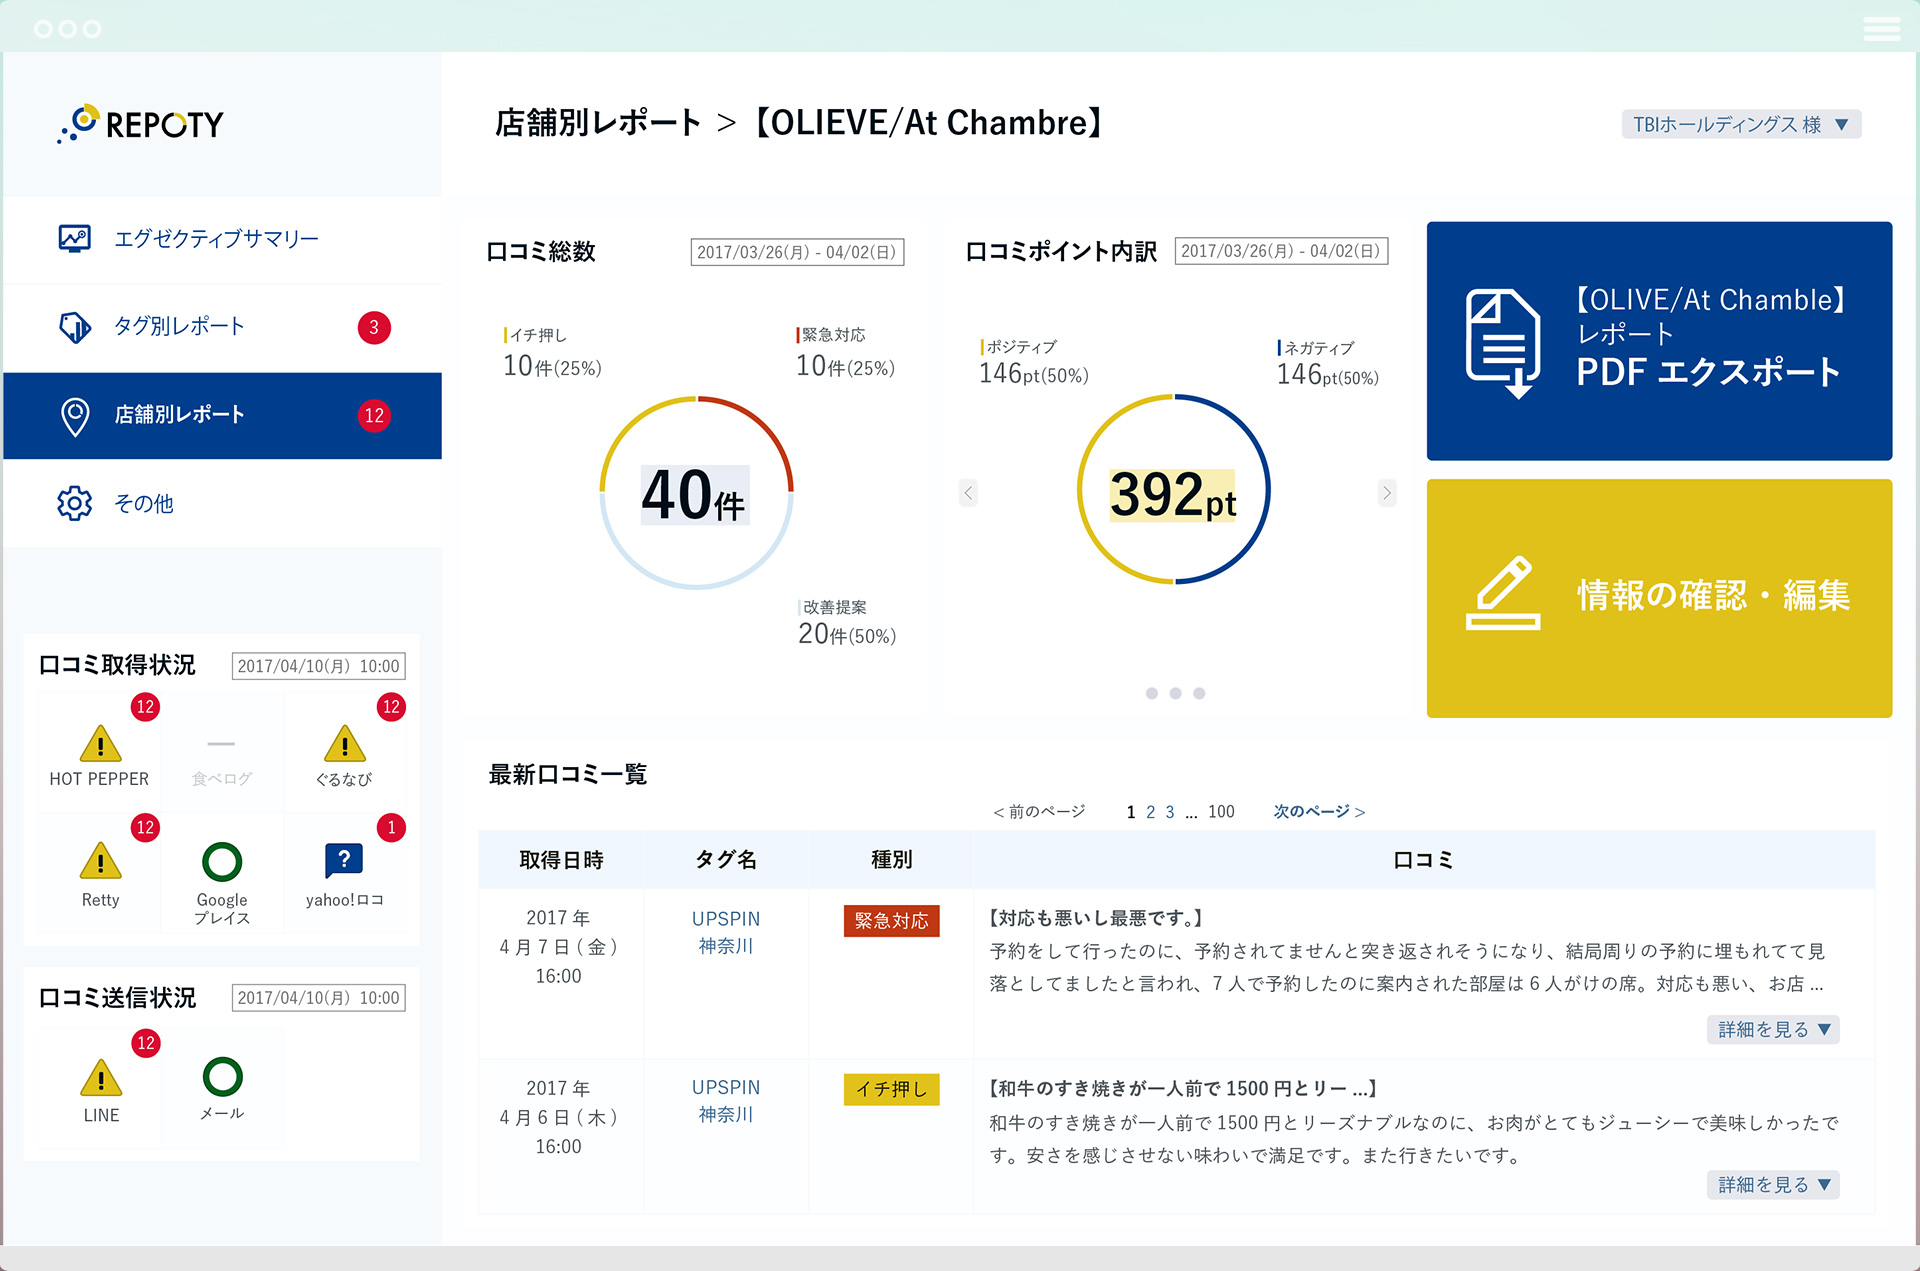 REPOTY
店舗別レポート > 【OLIEVE/At Chambre】
TBIホールディングス 様 ▼
エグゼクティブサマリー
タグ別レポート 3
店舗別レポート 12
その他
口コミ取得状況 2017/04/10(月) 10:00
12
12
HOT PEPPER 食べログ ぐるなび
12
1
?
Retty Google yahoo!ロコ
プレイス
口コミ送信状況 2017/04/10(月) 10:00
12
LINE メール
口コミ総数 2017/03/26(月) - 04/02(日)
イチ押し 緊急対応
10件(25%) 10件(25%)
40件
改善提案
20件(50%)
口コミポイント内訳 2017/03/26(月) - 04/02(日)
ポジティブ ネガティブ
146pt(50%) 146pt(50%)
< 392pt >
【OLIVE/At Chamble】
レポート
PDF エクスポート
情報の確認・編集
最新口コミ一覧
< 前のページ 1 2 3 ... 100 次のページ >
取得日時 タグ名 種別 口コミ
2017 年 UPSPIN 緊急対応 【対応も悪いし最悪です。】
4 月 7 日 ( 金 ) 神奈川 予約をして行ったのに、予約されてませんと突き返されそうになり、結局周りの予約に埋もれてて見
16:00 落としてましたと言われ、7 人で予約したのに案内された部屋は 6 人がけの席。対応も悪い、お店 ...
詳細を見る ▼
2017 年 UPSPIN イチ押し 【和牛のすき焼きが一人前で 1500 円とリー ...】
4 月 6 日 ( 木 ) 神奈川 和牛のすき焼きが一人前で 1500 円とリーズナブルなのに、お肉がとてもジューシーで美味しかったで
16:00 す。安さを感じさせない味わいで満足です。また行きたいです。
詳細を見る ▼